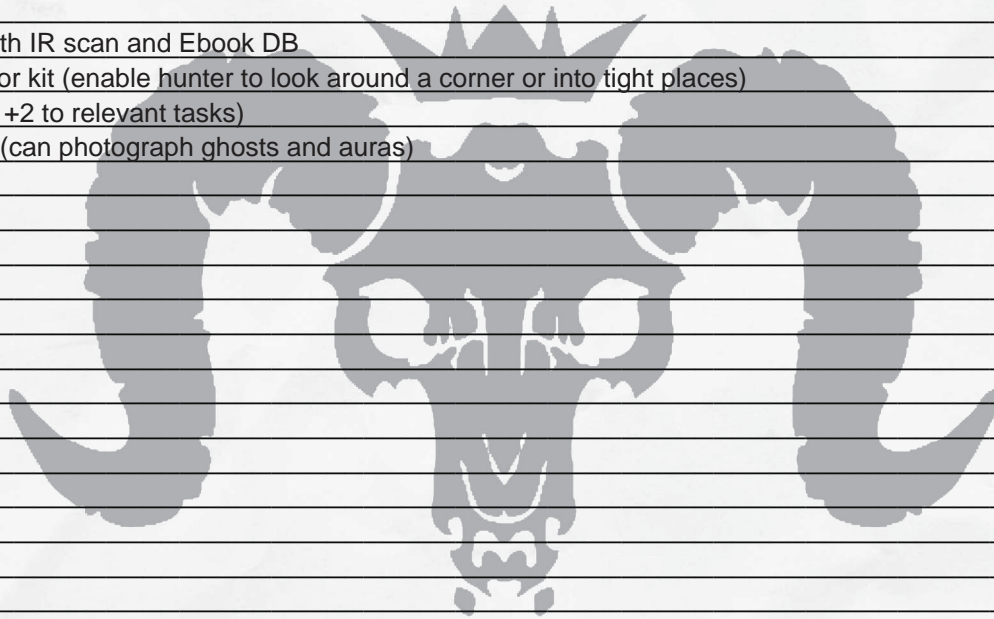 th IR scan and Ebook DB
or kit (enable hunter to look around a corner or into tight places)
+2 to relevant tasks)
(can photograph ghosts and auras)